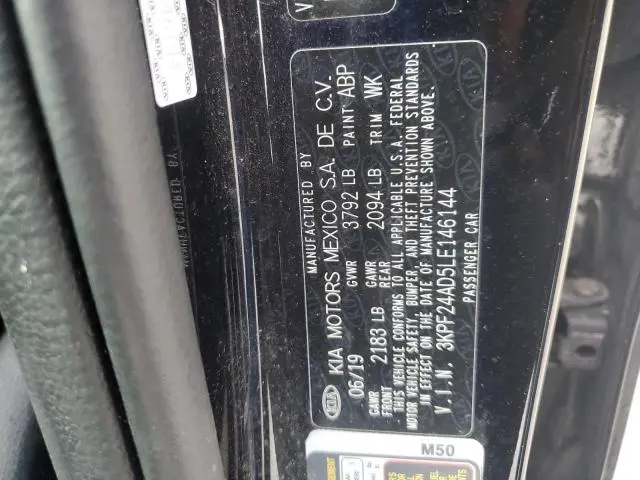 MANUFACTURED BY
KIA KIA MOTORS MEXICO S.A. DE C.V.
06/19 GVWR 3792 LB PAINT ABP
GAWR FRONT 2183 LB GAWR REAR 2094 LB TRIM WK
THIS VEHICLE CONFORMS TO ALL APPLICABLE U.S.A. FEDERAL
MOTOR VEHICLE SAFETY, BUMPER, AND THEFT PREVENTION STANDARDS
IN EFFECT ON THE DATE OF MANUFACTURE SHOWN ABOVE.
V.I.N, 3KPF24AD5LE146144
PASSENGER CAR
M50